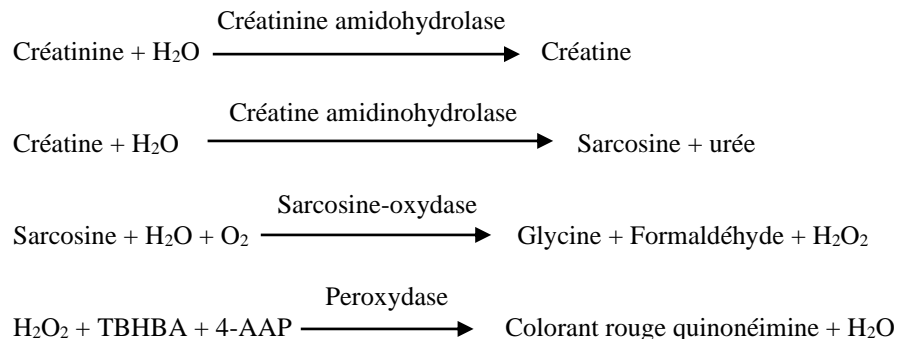 Créatinine amidohydrolase
Créatinine + H₂O Créatine
Créatine amidinohydrolase
Créatine + H₂O Sarcosine + urée
Sarcosine-oxydase
Sarcosine + H₂O + O₂ Glycine + Formaldéhyde + H₂O₂
Peroxydase
H₂O₂ + TBHBA + 4-AAP Colorant rouge quinonéimine + H₂O